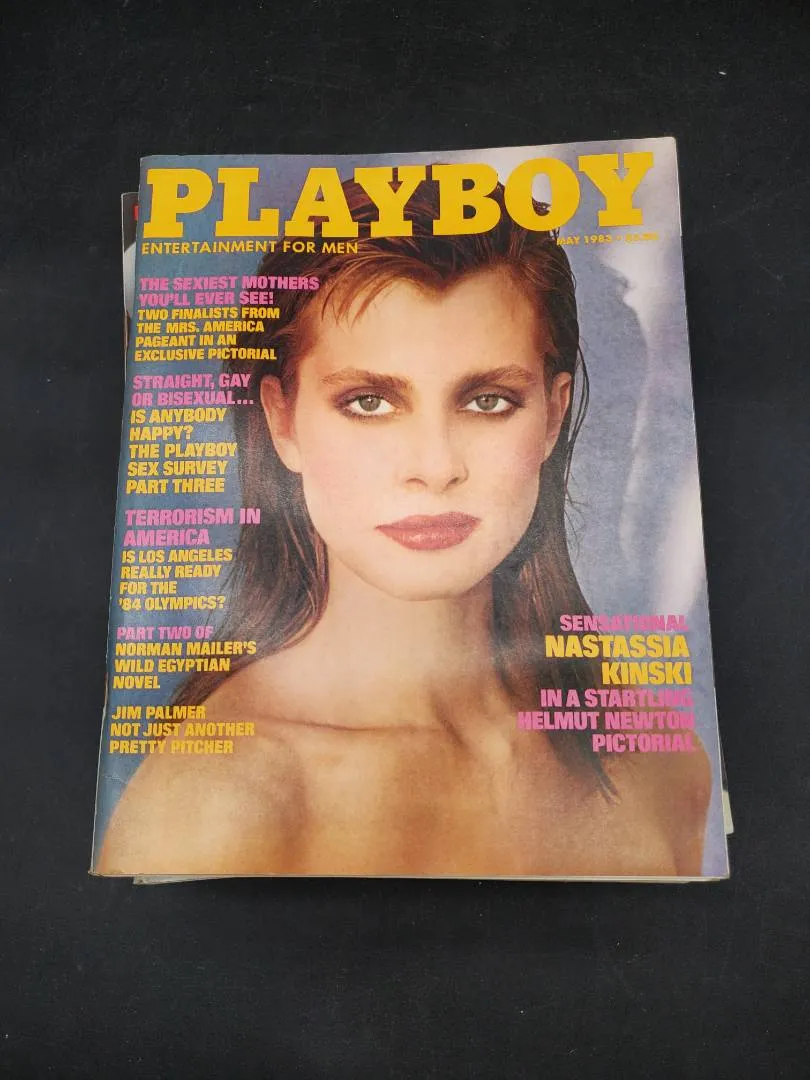 PLAYBOY
ENTERTAINMENT FOR MEN
MAY 1983 •
THE SEXIEST MOTHERS
YOU'LL EVER SEE!
TWO FINALISTS FROM
THE MRS. AMERICA
PAGEANT IN AN
EXCLUSIVE PICTORIAL
STRAIGHT, GAY
OR BISEXUAL...
IS ANYBODY
HAPPY?
THE PLAYBOY
SEX SURVEY
PART THREE
TERRORISM IN
AMERICA
IS LOS ANGELES
REALLY READY
FOR THE
'84 OLYMPICS?
PART TWO OF
NORMAN MAILER'S
WILD EGYPTIAN
NOVEL
JIM PALMER
NOT JUST ANOTHER
PRETTY PITCHER
SENSATIONAL
NASTASSIA
KINSKI
IN A STARTLING
HELMUT NEWTON
PICTORIAL